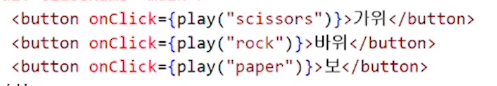 <button onClick={play("scissors")}>가위</button>
<button onClick={play("rock")}>바위</button>
<button onClick={play("paper")}>보</button>